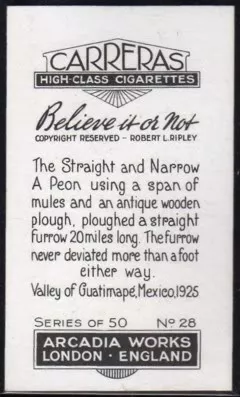 CARRERAS
HIGH-CLASS CIGARETTES
Believe it or Not
COPYRIGHT RESERVED - ROBERT L. RIPLEY
The Straight and Narrow
A Peon using a span of
mules and an antique wooden
plough, ploughed a straight
furrow 20 miles long. The furrow
never deviated more than a foot
either way.
Valley of Guatimapé, Mexico, 1925
SERIES OF 50 No 28
ARCADIA WORKS
LONDON · ENGLAND